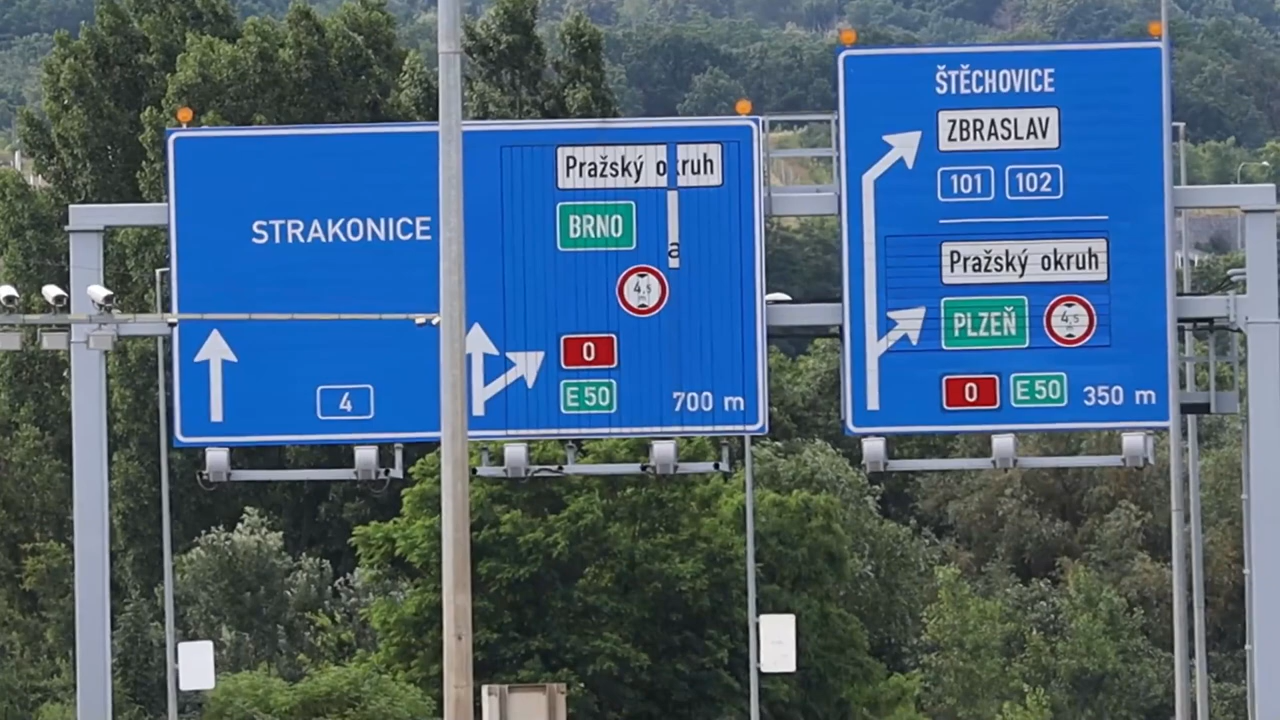 STRAKONICE
4
Pražský okruh
BRNO
a
4,5
0
E 50
700 m
ŠTĚCHOVICE
ZBRASLAV
101 102
Pražský okruh
PLZEŇ 4,5
0 E 50 350 m